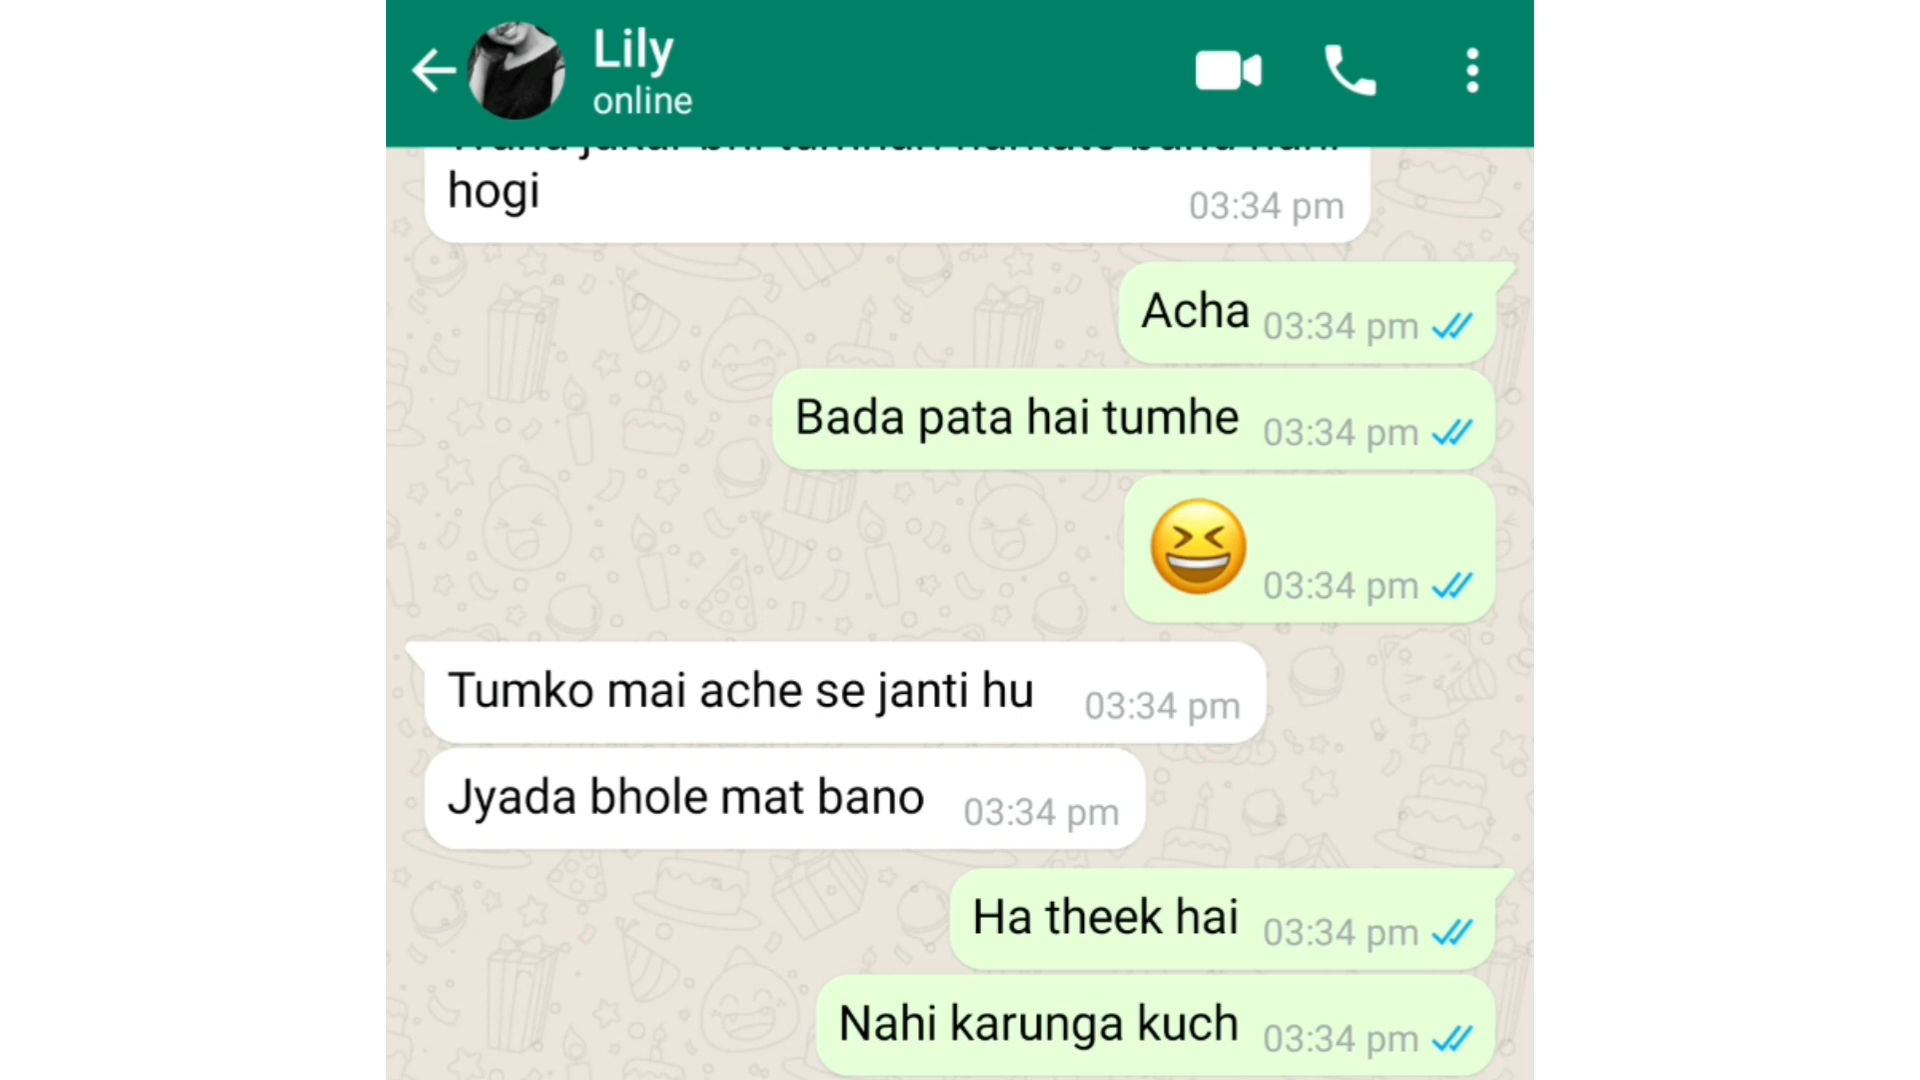 Lily
online
hogi
03:34 pm
Acha 03:34 pm
Bada pata hai tumhe 03:34 pm
03:34 pm
Tumko mai ache se janti hu 03:34 pm
Jyada bhole mat bano 03:34 pm
Ha theek hai 03:34 pm
Nahi karunga kuch 03:34 pm